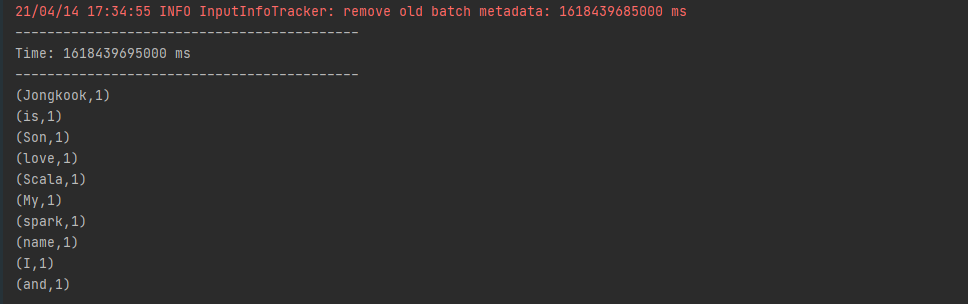 21/04/14 17:34:55 INFO InputInfoTracker: remove old batch metadata: 1618439685000 ms
-------------------------------------------
Time: 1618439695000 ms
-------------------------------------------
(Jongkook,1)
(is,1)
(Son,1)
(love,1)
(Scala,1)
(My,1)
(spark,1)
(name,1)
(I,1)
(and,1)